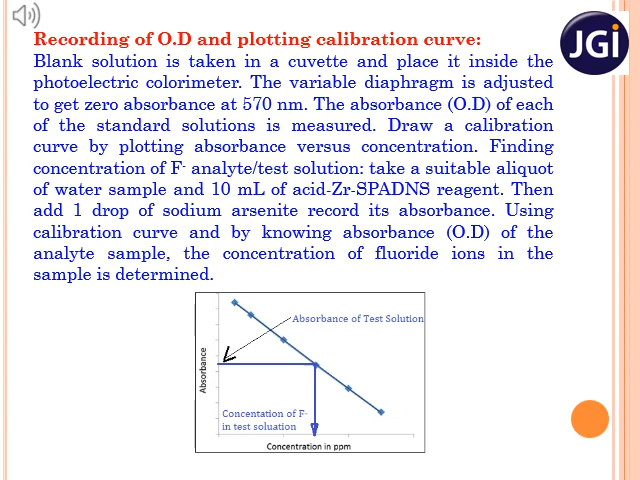 Recording of O.D and plotting calibration curve:
JGi
Blank solution is taken in a cuvette and place it inside the
photoelectric colorimeter. The variable diaphragm is adjusted
to get zero absorbance at 570 nm. The absorbance (O.D) of each
of the standard solutions is measured. Draw a calibration
curve by plotting absorbance versus concentration. Finding
concentration of F- analyte/test solution: take a suitable aliquot
of water sample and 10 mL of acid-Zr-SPADNS reagent. Then
add 1 drop of sodium arsenite record its absorbance. Using
calibration curve and by knowing absorbance (O.D) of the
analyte sample, the concentration of fluoride ions in the
sample is determined.
Absorbance of Test Solution
Absorbance
Concentation of F-
in test soluation
Concentration in ppm